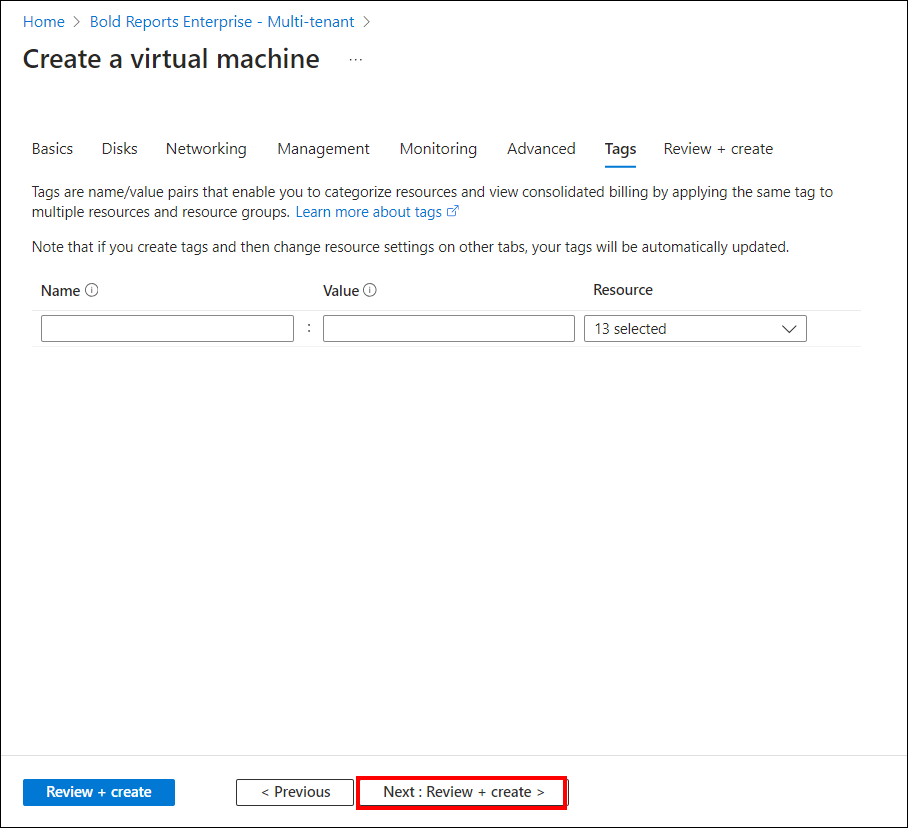 Home > Bold Reports Enterprise - Multi-tenant >
Create a virtual machine ...
Basics Disks Networking Management Monitoring Advanced Tags Review + create
Tags are name/value pairs that enable you to categorize resources and view consolidated billing by applying the same tag to
multiple resources and resource groups. Learn more about tags
Note that if you create tags and then change resource settings on other tabs, your tags will be automatically updated.
Name Value Resource
: 13 selected
Review + create < Previous Next : Review + create >